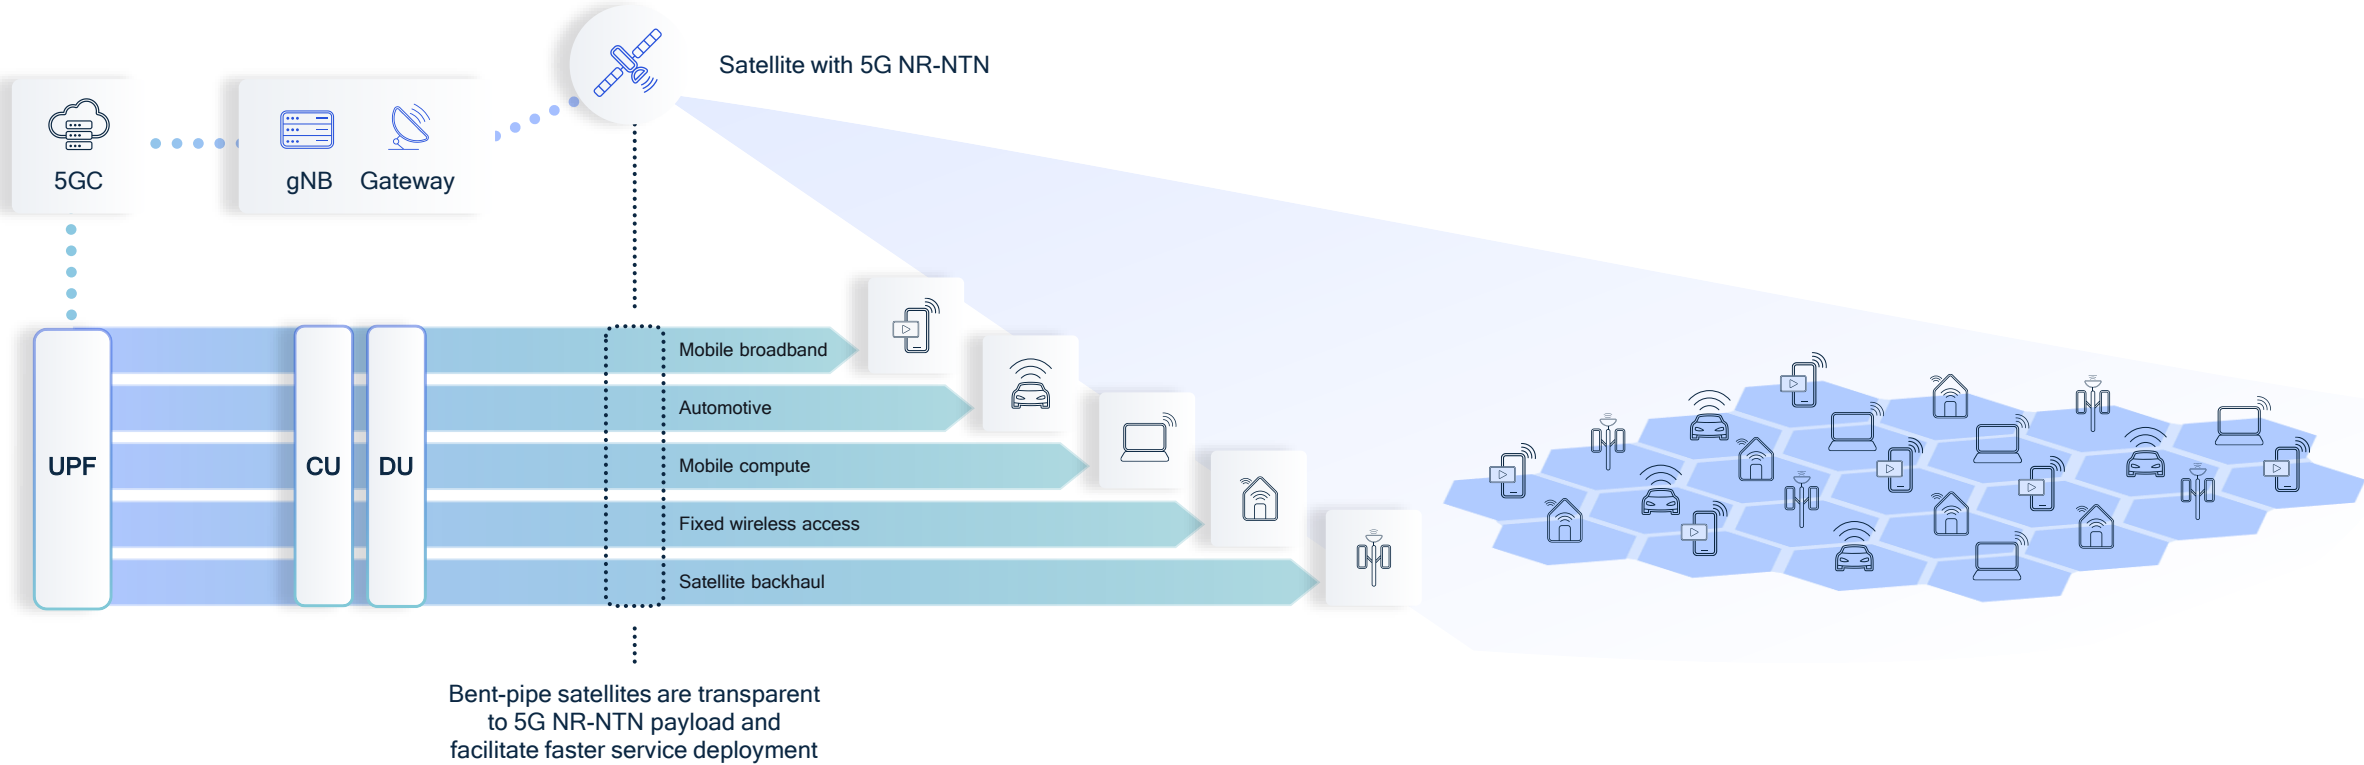 Satellite with 5G NR-NTN
5GC
gNB
Gateway
UPF
CU
DU
Mobile broadband
Automotive
Mobile compute
Fixed wireless access
Satellite backhaul
Bent-pipe satellites are transparent
to 5G NR-NTN payload and
facilitate faster service deployment